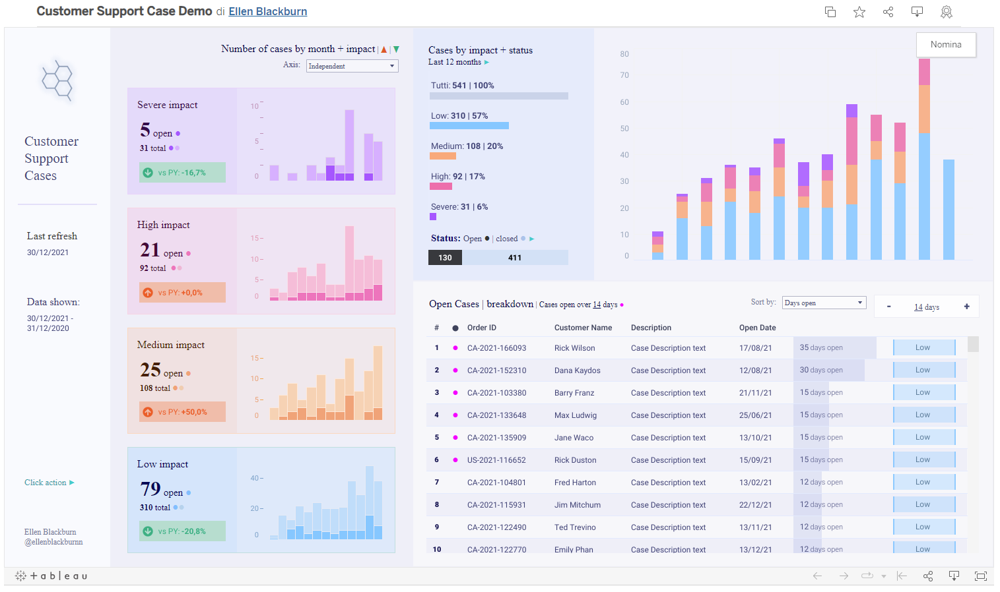 Customer Support Case Demo di Ellen Blackburn
Nomina
Customer
Support
Cases
Last refresh
30/12/2021
Data shown:
30/12/2021 -
31/12/2020
Click action
Ellen Blackburn
@ellenblackburnn
Number of cases by month + impact | ▲ | ▼
Axis: Independent
Severe impact
5 open
31 total
vs PY: -16,7%
10
5
0
High impact
21 open
92 total
vs PY: +0,0%
15
10
5
0
Medium impact
25 open
108 total
vs PY: +50,0%
15
10
5
0
Low impact
79 open
310 total
vs PY: -20,8%
40
20
0
Cases by impact + status
Last 12 months
Tutti: 541 | 100%
Low: 310 | 57%
Medium: 108 | 20%
High: 92 | 17%
Severe: 31 | 6%
Status: Open ● | closed ●
130 411
80
70
60
50
40
30
20
10
0
Open Cases | breakdown | Cases open over 14 days
Sort by: Days open
- 14 days +
# ● Order ID Customer Name Description Open Date
1 CA-2021-166093 Rick Wilson Case Description text 17/08/21 35 days open Low
2 CA-2021-152310 Dana Kaydos Case Description text 12/08/21 30 days open Low
3 CA-2021-103380 Barry Franz Case Description text 21/11/21 15 days open Low
4 CA-2021-133648 Max Ludwig Case Description text 25/06/21 15 days open Low
5 CA-2021-135909 Jane Waco Case Description text 13/10/21 15 days open Low
6 US-2021-116652 Rick Duston Case Description text 15/09/21 15 days open Low
7 CA-2021-104801 Fred Harton Case Description text 13/02/21 12 days open Low
8 CA-2021-115931 Jim Mitchum Case Description text 22/12/21 12 days open Low
9 CA-2021-122490 Ted Trevino Case Description text 13/11/21 12 days open Low
10 CA-2021-122770 Emily Phan Case Description text 13/12/21 12 days open Low
+ableau